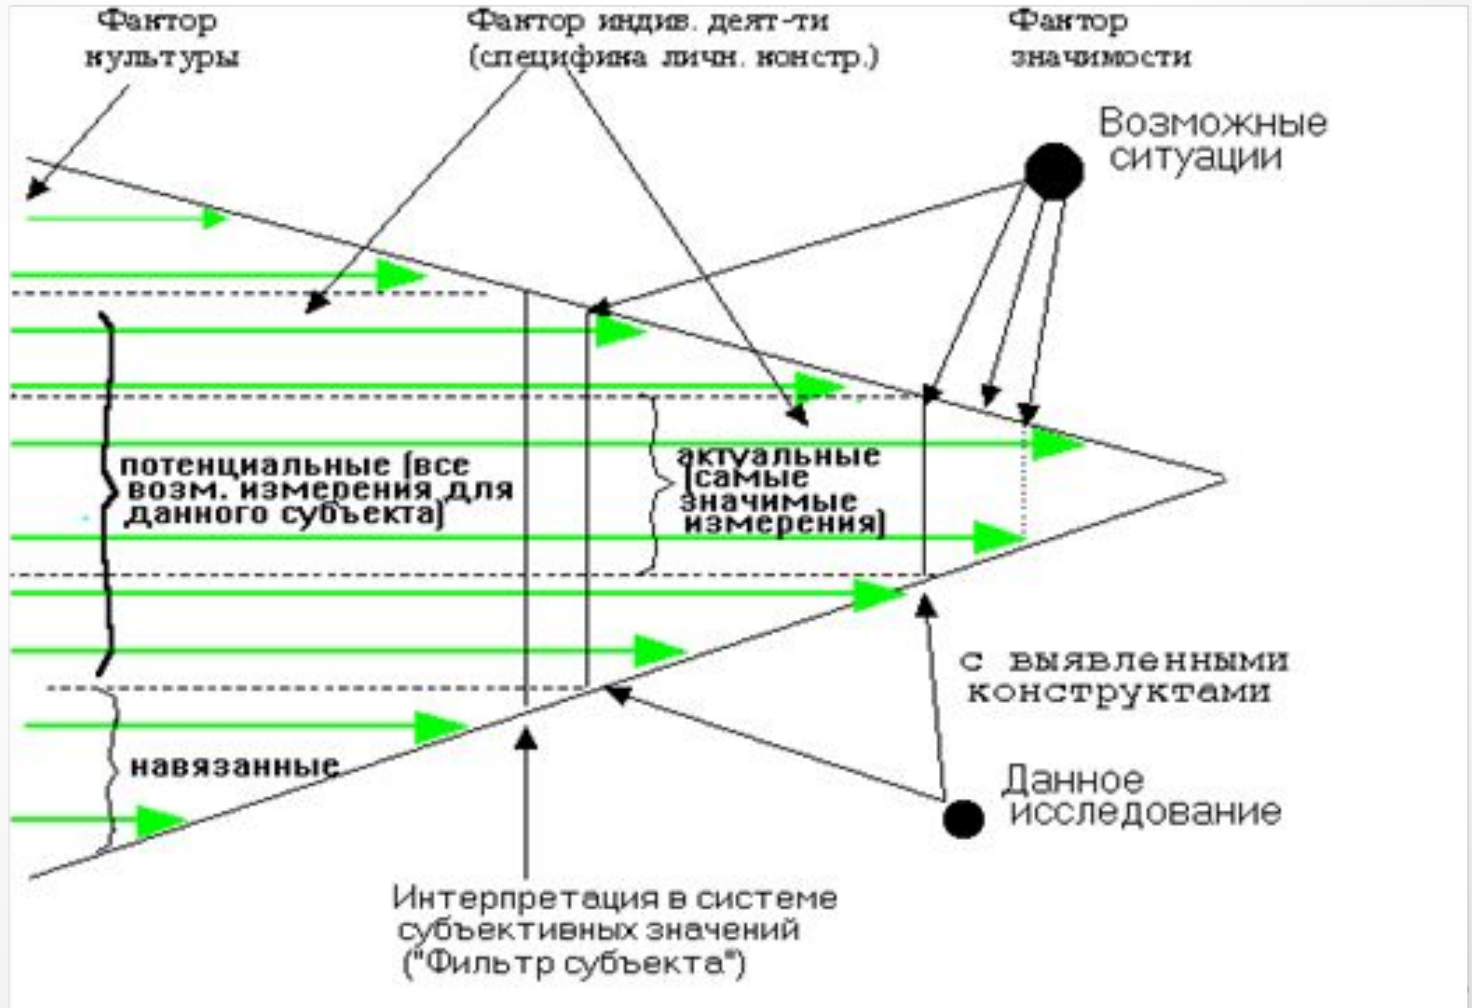 Фактор
культуры
Фактор индив. деят-ти
(специфика личн. констр.)
Фактор
значимости
Возможные
ситуации
потенциальные (все
возм. измерения для
данного субъекта)
актуальные
(самые
значимые
измерения)
навязанные
с выявленными
конструктами
Данное
исследование
Интерпретация в системе
субъективных значений
("Фильтр субъекта")